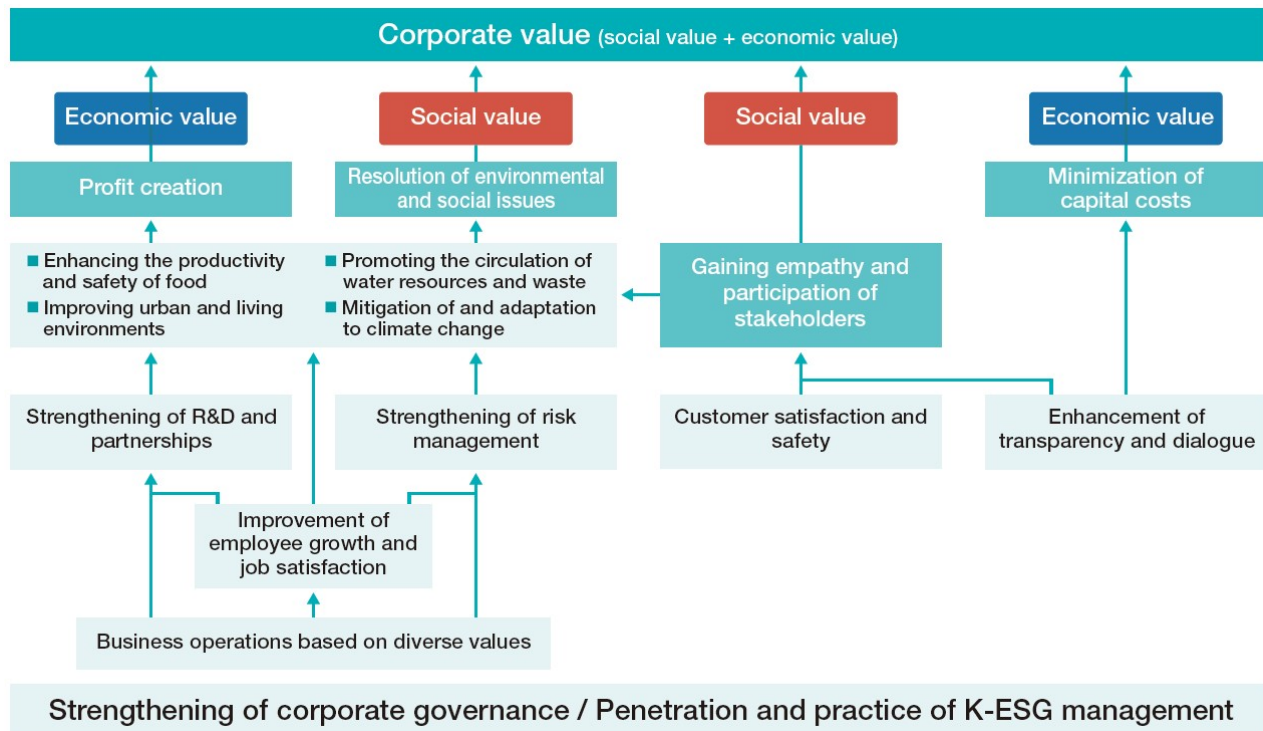 Corporate value (social value + economic value)
Economic value
Social value
Social value
Economic value
Profit creation
Resolution of environmental
and social issues
Minimization of
capital costs
■ Enhancing the productivity
and safety of food
■ Improving urban and living
environments
■ Promoting the circulation of
water resources and waste
■ Mitigation of and adaptation
to climate change
Gaining empathy and
participation of
stakeholders
Strengthening of R&D and
partnerships
Strengthening of risk
management
Customer satisfaction and
safety
Enhancement of
transparency and dialogue
Improvement of
employee growth and
job satisfaction
Business operations based on diverse values
Strengthening of corporate governance / Penetration and practice of K-ESG management